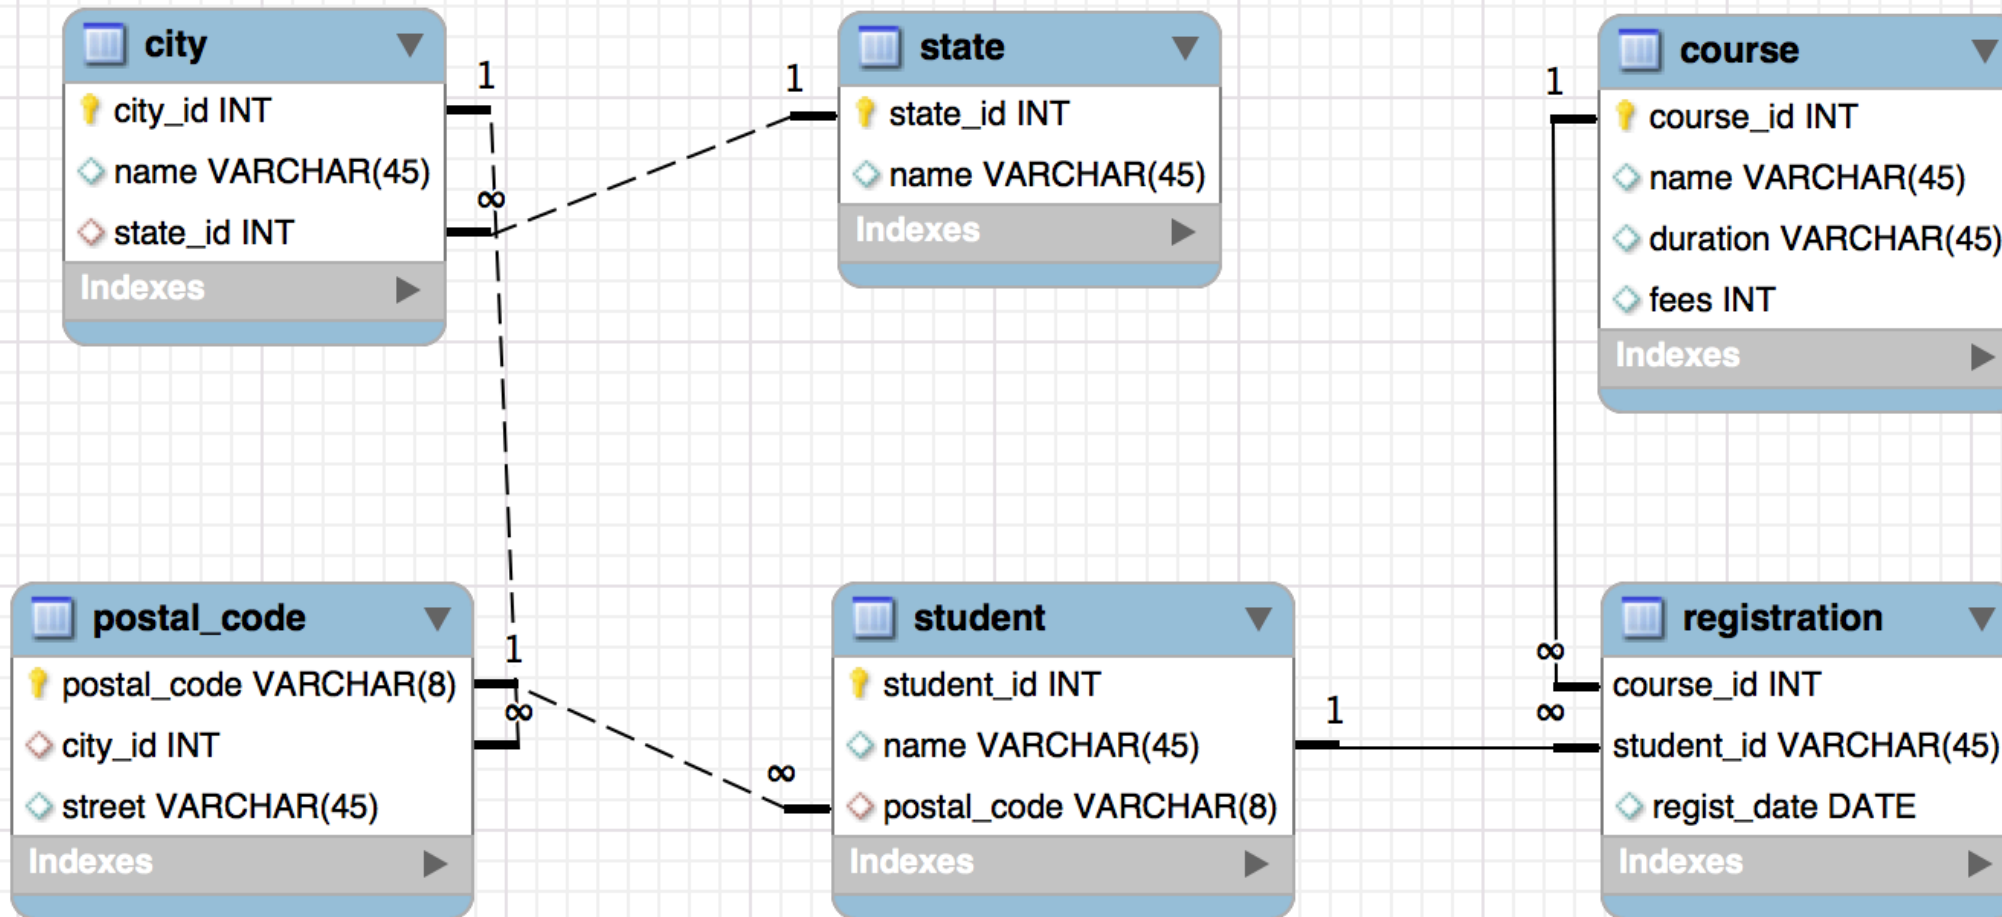 city
city_id INT
name VARCHAR(45)
state_id INT
Indexes
1
∞
1
state
state_id INT
name VARCHAR(45)
Indexes
1
course
course_id INT
name VARCHAR(45)
duration VARCHAR(45)
fees INT
Indexes
postal_code
postal_code VARCHAR(8)
city_id INT
street VARCHAR(45)
Indexes
1
∞
∞
student
student_id INT
name VARCHAR(45)
postal_code VARCHAR(8)
Indexes
1
∞
∞
registration
course_id INT
student_id VARCHAR(45)
regist_date DATE
Indexes